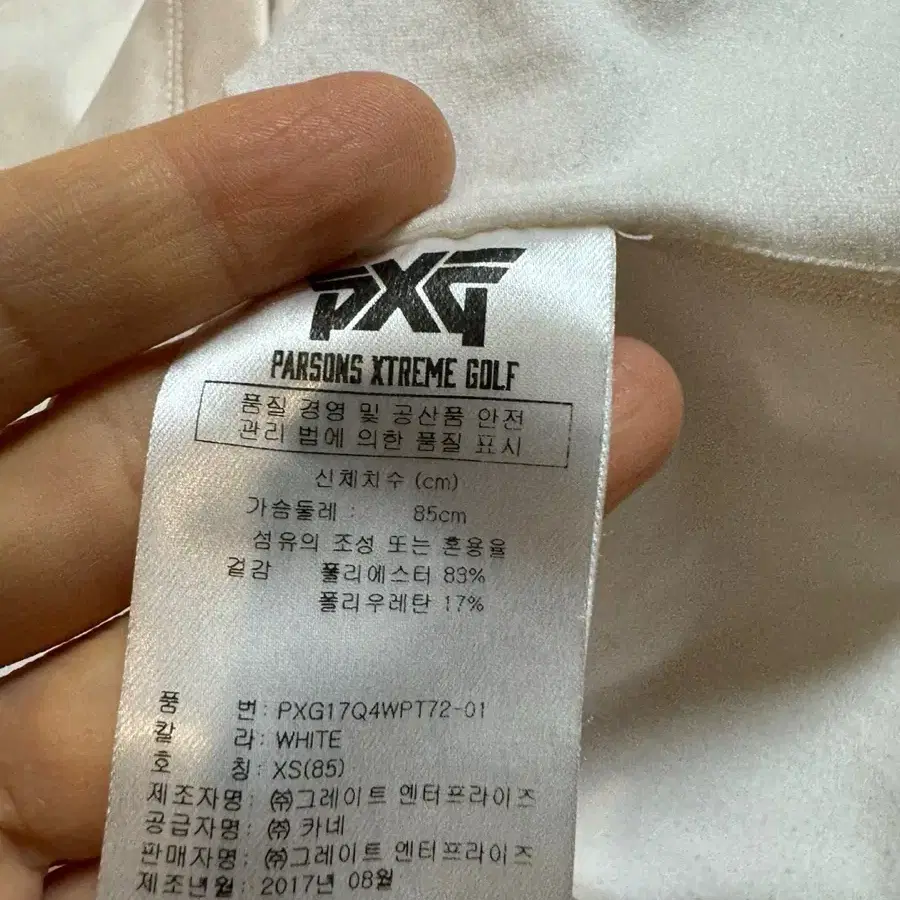 PXG
PARSONS XTREME GOLF
품질 경영 및 공산품 안전
관리 법에 의한 품질 표시
신체치수 (cm)
가슴둘레 : 85cm
섬유의 조성 또는 혼용율
겉감 폴리에스터 83%
폴리우레탄 17%
품 번: PXG17Q4WPT72-01
칼 라: WHITE
호 칭: XS(85)
제조자명: ㈜그레이트 엔터프라이즈
공급자명: ㈜ 카네
판매자명: ㈜그레이트 엔터프라이즈
제조년월: 2017년 08월